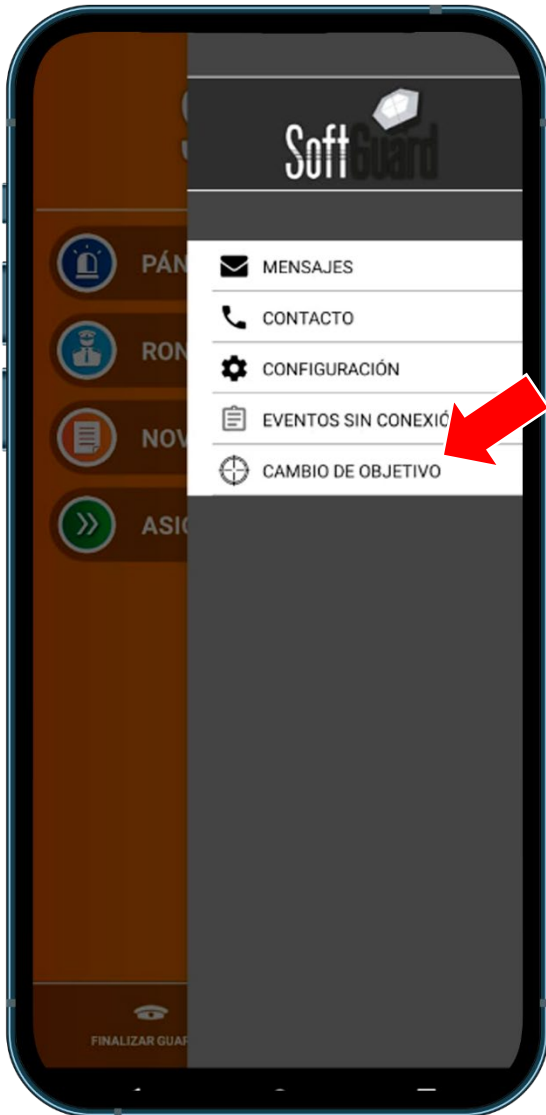 SoftGuard
PÁN
MENSAJES
CONTACTO
RON
CONFIGURACIÓN
EVENTOS SIN CONEXIÓ
NOV
CAMBIO DE OBJETIVO
ASIG
FINALIZAR GUAR